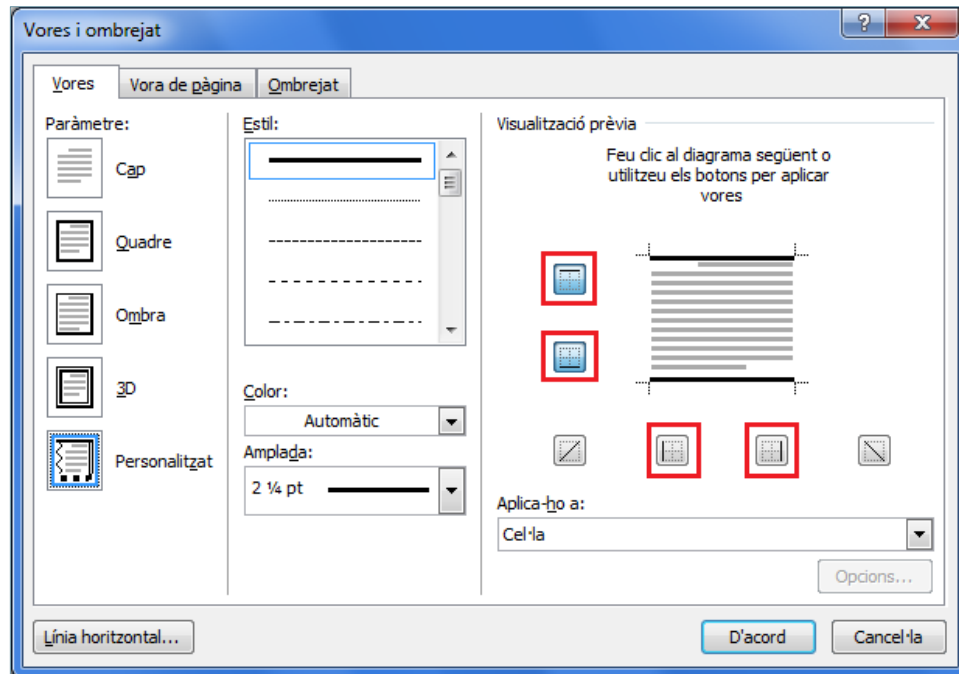 Vores i ombrejat
Vores
Vora de pàgina
Ombrejat
Paràmetre:
Cap
Quadre
Ombra
3D
Personalitzat
Estil:
Color:
Automàtic
Amplada:
2 ¼ pt
Visualització prèvia
Feu clic al diagrama següent o
utilitzeu els botons per aplicar
vores
Aplica-ho a:
Cel·la
Opcions...
Línia horitzontal...
D'acord
Cancel·la